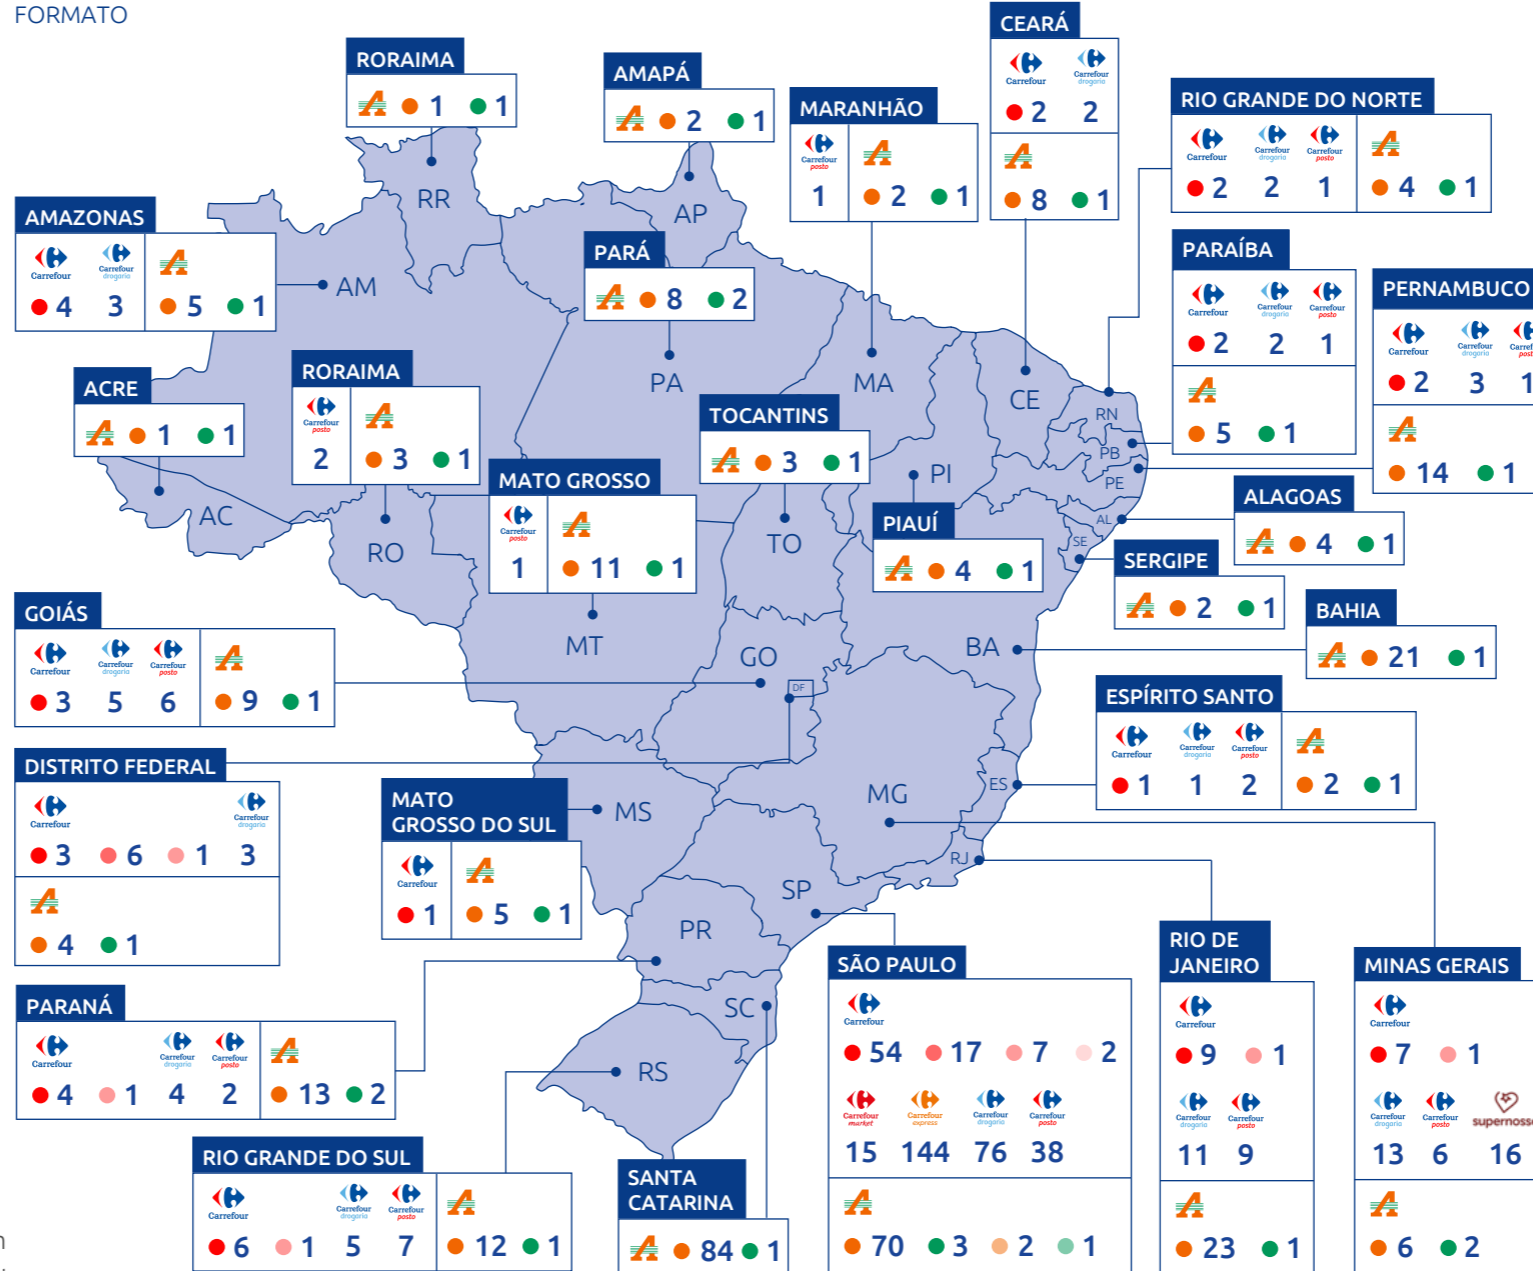 FORMATO
RORAIMA
1 1
AMAPÁ
2 1
MARANHÃO
Carrefour posto
1 2 1
CEARÁ
Carrefour Carrefour drogaria
2 2
8 1
RIO GRANDE DO NORTE
Carrefour Carrefour drogaria Carrefour posto
2 2 1 4 1
AMAZONAS
Carrefour Carrefour drogaria
4 3 5 1
PARÁ
8 2
PARAÍBA
Carrefour Carrefour drogaria Carrefour posto
2 2 1
5 1
PERNAMBUCO
Carrefour Carrefour drogaria
2 3 1
14 1
ACRE
1 1
RORAIMA
Carrefour posto
2 3 1
TOCANTINS
3 1
MATO GROSSO
Carrefour posto
1 11 1
PIAUÍ
4 1
ALAGOAS
4 1
SERGIPE
2 1
BAHIA
21 1
GOIÁS
Carrefour Carrefour drogaria Carrefour posto
3 5 6 9 1
ESPÍRITO SANTO
Carrefour Carrefour drogaria Carrefour posto
1 1 2 2 1
DISTRITO FEDERAL
Carrefour Carrefour drogaria
3 6 1 3
4 1
MATO
GROSSO DO SUL
Carrefour
1 5 1
PARANÁ
Carrefour Carrefour drogaria Carrefour posto
4 1 4 2 13 2
SÃO PAULO
Carrefour
54 17 7 2
Carrefour market Carrefour express Carrefour drogaria Carrefour posto
15 144 76 38
70 3 2 1
RIO DE
JANEIRO
Carrefour
9 1
Carrefour drogaria Carrefour posto
11 9
23 1
MINAS GERAIS
Carrefour
7 1
Carrefour drogaria Carrefour posto supernosso
13 6 16
6 2
RIO GRANDE DO SUL
Carrefour Carrefour drogaria Carrefour posto
6 1 5 7 12 1
SANTA
CATARINA
84 1
RR
AP
AM
PA
MA
CE
RN
PB
PE
PI
AL
SE
AC
RO
TO
MT
GO
DF
BA
MS
MG
ES
RJ
SP
PR
SC
RS